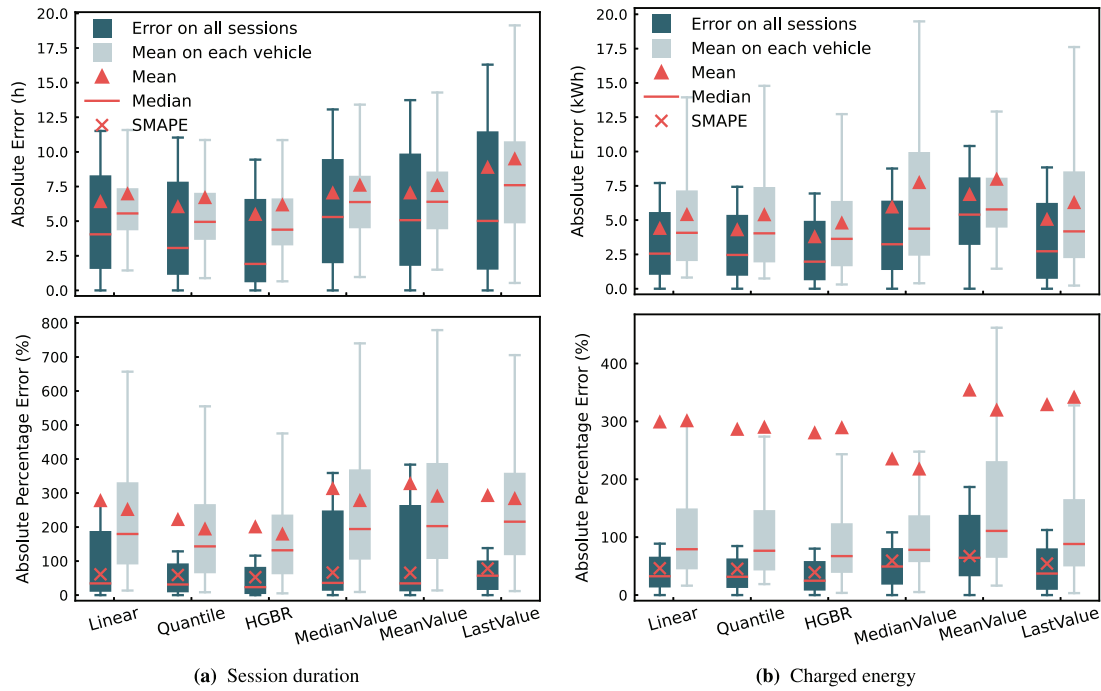 20.0
17.5
15.0
12.5
10.0
7.5
5.0
2.5
0.0
Absolute Error (h)
Error on all sessions
Mean on each vehicle
Mean
Median
SMAPE
800
700
600
500
400
300
200
100
0
Absolute Percentage Error (%)
Linear
Quantile
HGBR
MedianValue
MeanValue
LastValue
(a) Session duration
20.0
17.5
15.0
12.5
10.0
7.5
5.0
2.5
0.0
Absolute Error (kWh)
Error on all sessions
Mean on each vehicle
Mean
Median
SMAPE
400
300
200
100
0
Absolute Percentage Error (%)
Linear
Quantile
HGBR
MedianValue
MeanValue
LastValue
(b) Charged energy